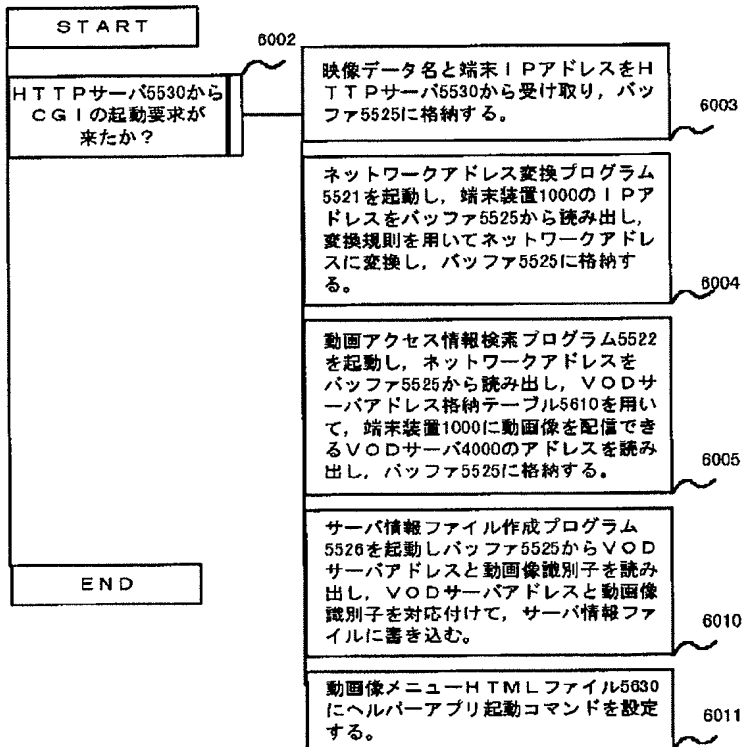 START
6002
HTTPサーバ5530から
CGIの起動要求が
来たか?
映像データ名と端末IPアドレスをH
TTPサーバ5530から受け取り,バッ
ファ5525に格納する。
6003
ネットワークアドレス変換プログラム
5521を起動し,端末装置1000のIPア
ドレスをバッファ5525から読み出し,
変換規則を用いてネットワークアドレ
スに変換し,バッファ5525に格納す
る。
6004
動画アクセス情報検索プログラム5522
を起動し,ネットワークアドレスを
バッファ5525から読み出し,VODサ
ーバアドレス格納テーブル5610を用い
て,端末装置1000に動画像を配信でき
るVODサーバ4000のアドレスを読み
出し,バッファ5525に格納する。
6005
サーバ情報ファイル作成プログラム
5526を起動しバッファ5525からVOD
サーバアドレスと動画像識別子を読み
出し,VODサーバアドレスと動画像
識別子を対応付けて,サーバ情報ファ
イルに書き込む。
6010
END
動画像メニューHTMLファイル5630
にヘルパーアプリ起動コマンドを設定
する。
6011